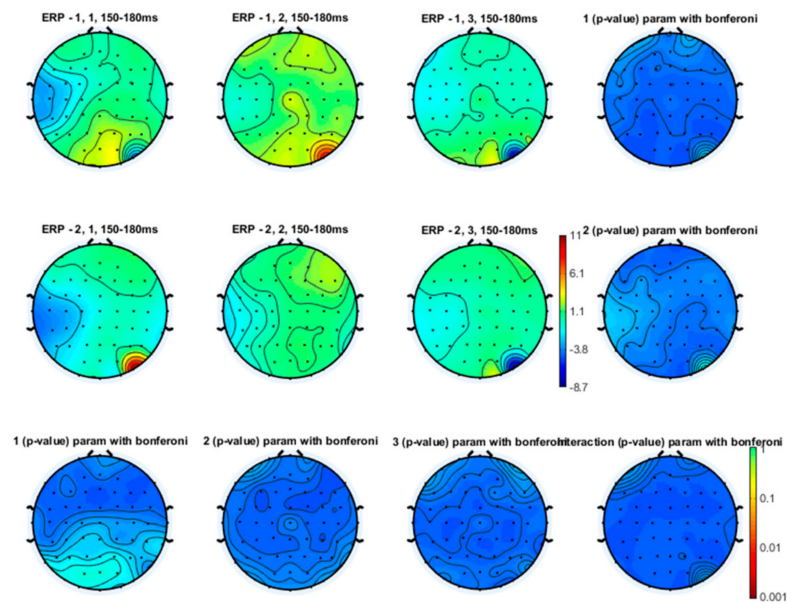 ERP - 1, 1, 150-180ms
ERP - 1, 2, 150-180ms
ERP - 1, 3, 150-180ms
1 (p-value) param with bonferoni
ERP - 2, 1, 150-180ms
ERP - 2, 2, 150-180ms
ERP - 2, 3, 150-180ms
11
6.1
1.1
-3.8
-8.7
2 (p-value) param with bonferoni
1 (p-value) param with bonferoni
2 (p-value) param with bonferoni
3 (p-value) param with bonferoni
Interaction (p-value) param with bonferoni
1
0.1
0.01
0.001